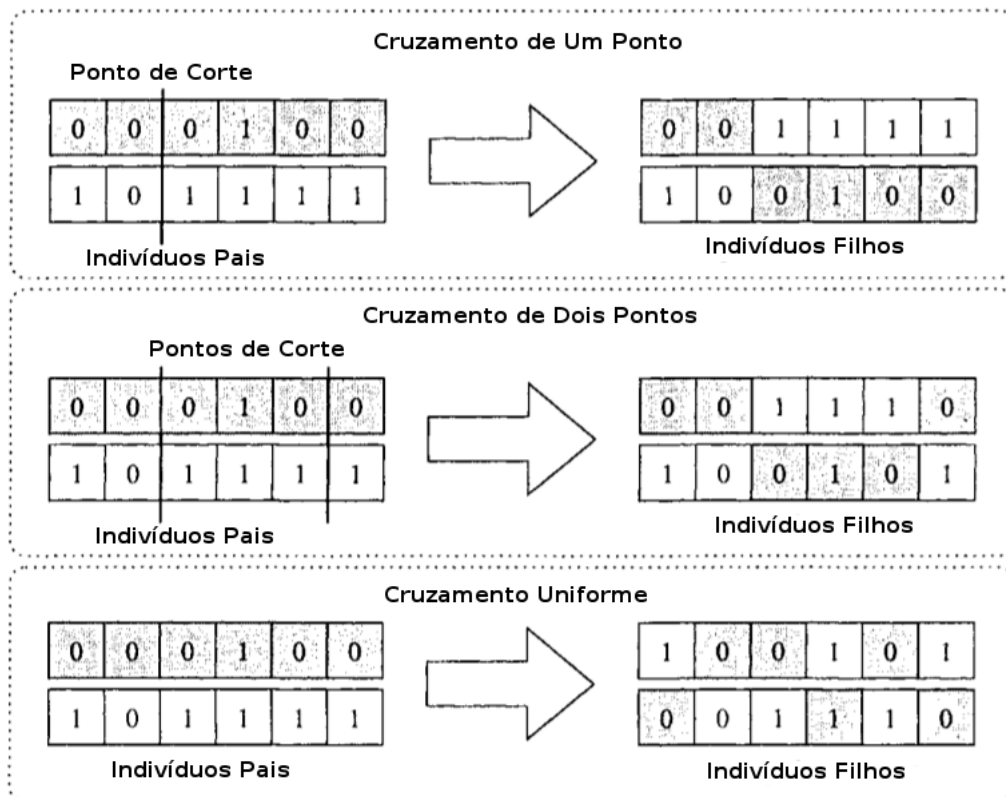 Cruzamento de Um Ponto
Ponto de Corte
0 0 0 1 0 0
1 0 1 1 1 1
Indivíduos Pais
0 0 1 1 1 1
1 0 0 1 0 0
Indivíduos Filhos
Cruzamento de Dois Pontos
Pontos de Corte
0 0 0 1 0 0
1 0 1 1 1 1
Indivíduos Pais
0 0 1 1 1 0
1 0 0 1 0 1
Indivíduos Filhos
Cruzamento Uniforme
0 0 0 1 0 0
1 0 1 1 1 1
Indivíduos Pais
1 0 0 1 0 1
0 0 1 1 1 0
Indivíduos Filhos